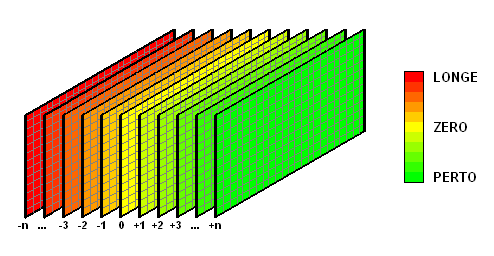 LONGE
ZERO
PERTO
-n ... -3 -2 -1 0 +1 +2 +3 ... +n